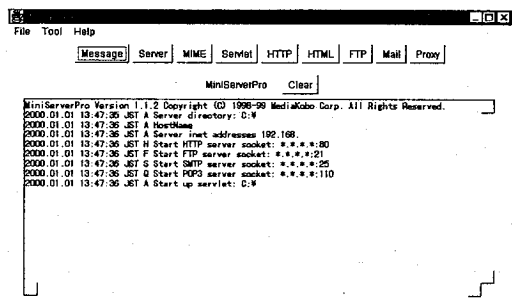 File Tool Help
Message Server MIME Servlet HTTP HTML FTP Mail Proxy
MiniServerPro Clear
MiniServerPro Version 1.1.2 Copyright (C) 1998-99 MediaKobo Corp. All Rights Reserved.
2000.01.01 13:47:35 JST A Server directory: C:¥
2000.01.01 13:47:36 JST A HostName
2000.01.01 13:47:36 JST A Server inet addresses 192.168.
2000.01.01 13:47:36 JST H Start HTTP server socket: *.*.*.*:80
2000.01.01 13:47:36 JST F Start FTP server socket: *.*.*.*:21
2000.01.01 13:47:36 JST S Start SMTP server socket: *.*.*.*:25
2000.01.01 13:47:36 JST Q Start POP3 server socket: *.*.*.*:110
2000.01.01 13:47:36 JST A Start up servlet: C:¥